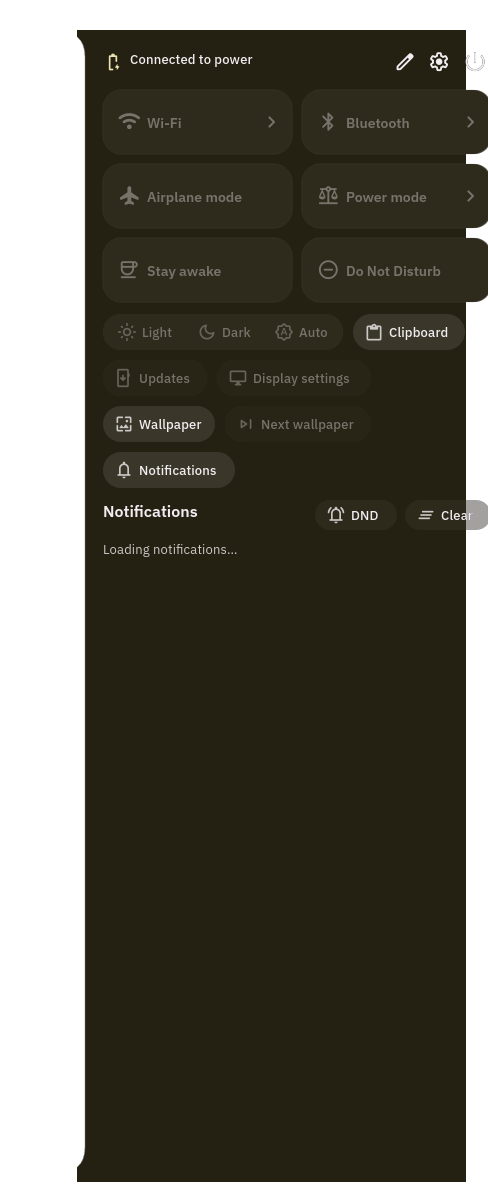 Connected to power
Wi-Fi
Bluetooth
Airplane mode
Power mode
Stay awake
Do Not Disturb
Light
Dark
Auto
Clipboard
Updates
Display settings
Wallpaper
Next wallpaper
Notifications
Notifications
DND
Clear
Loading notifications...